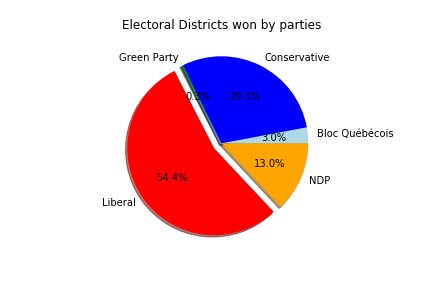 Electoral Districts won by parties
Green Party
Conservative
0.3%
29.3%
Bloc Québécois
3.0%
13.0%
54.4%
NDP
Liberal